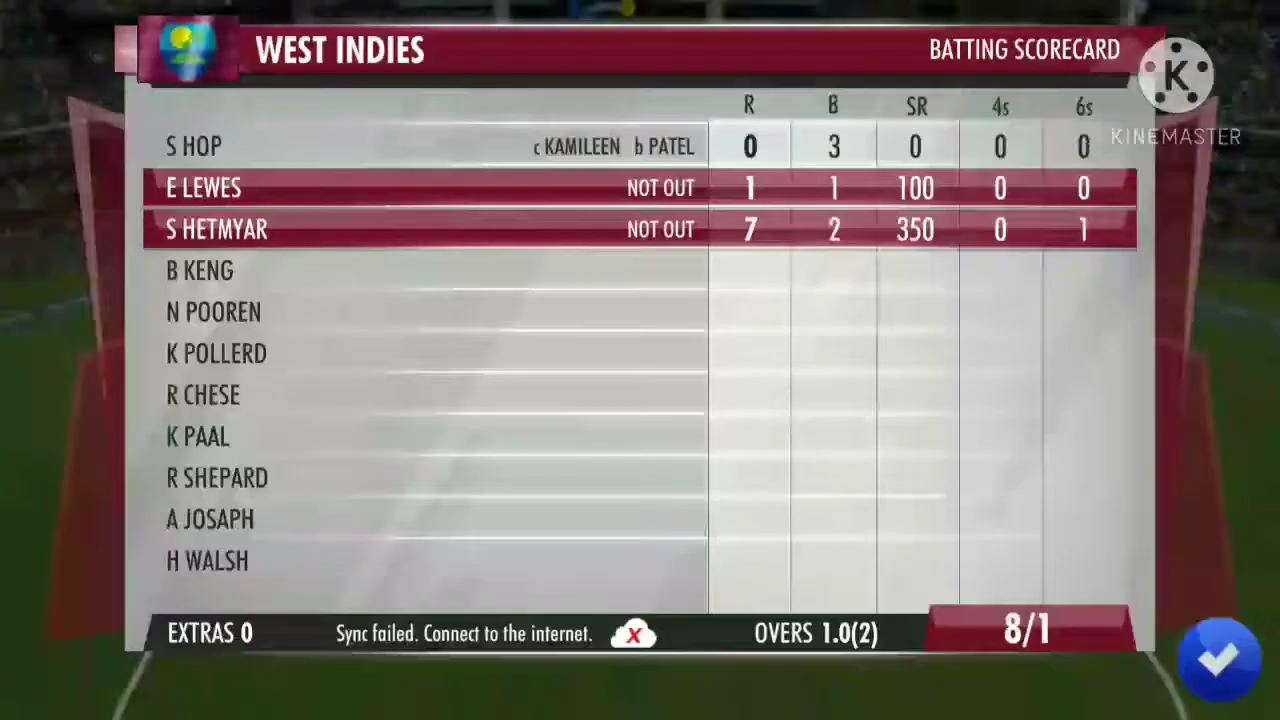 WEST INDIES BATTING SCORECARD
K
KINEMASTER
R B SR 4s 6s
S HOP c KAMILEEN b PATEL 0 3 0 0 0
E LEWES NOT OUT 1 1 100 0 0
S HETMYAR NOT OUT 7 2 350 0 1
B KENG
N POOREN
K POLLERD
R CHESE
K PAAL
R SHEPARD
A JOSAPH
H WALSH
EXTRAS 0 Sync failed. Connect to the internet. X OVERS 1.0(2) 8/1